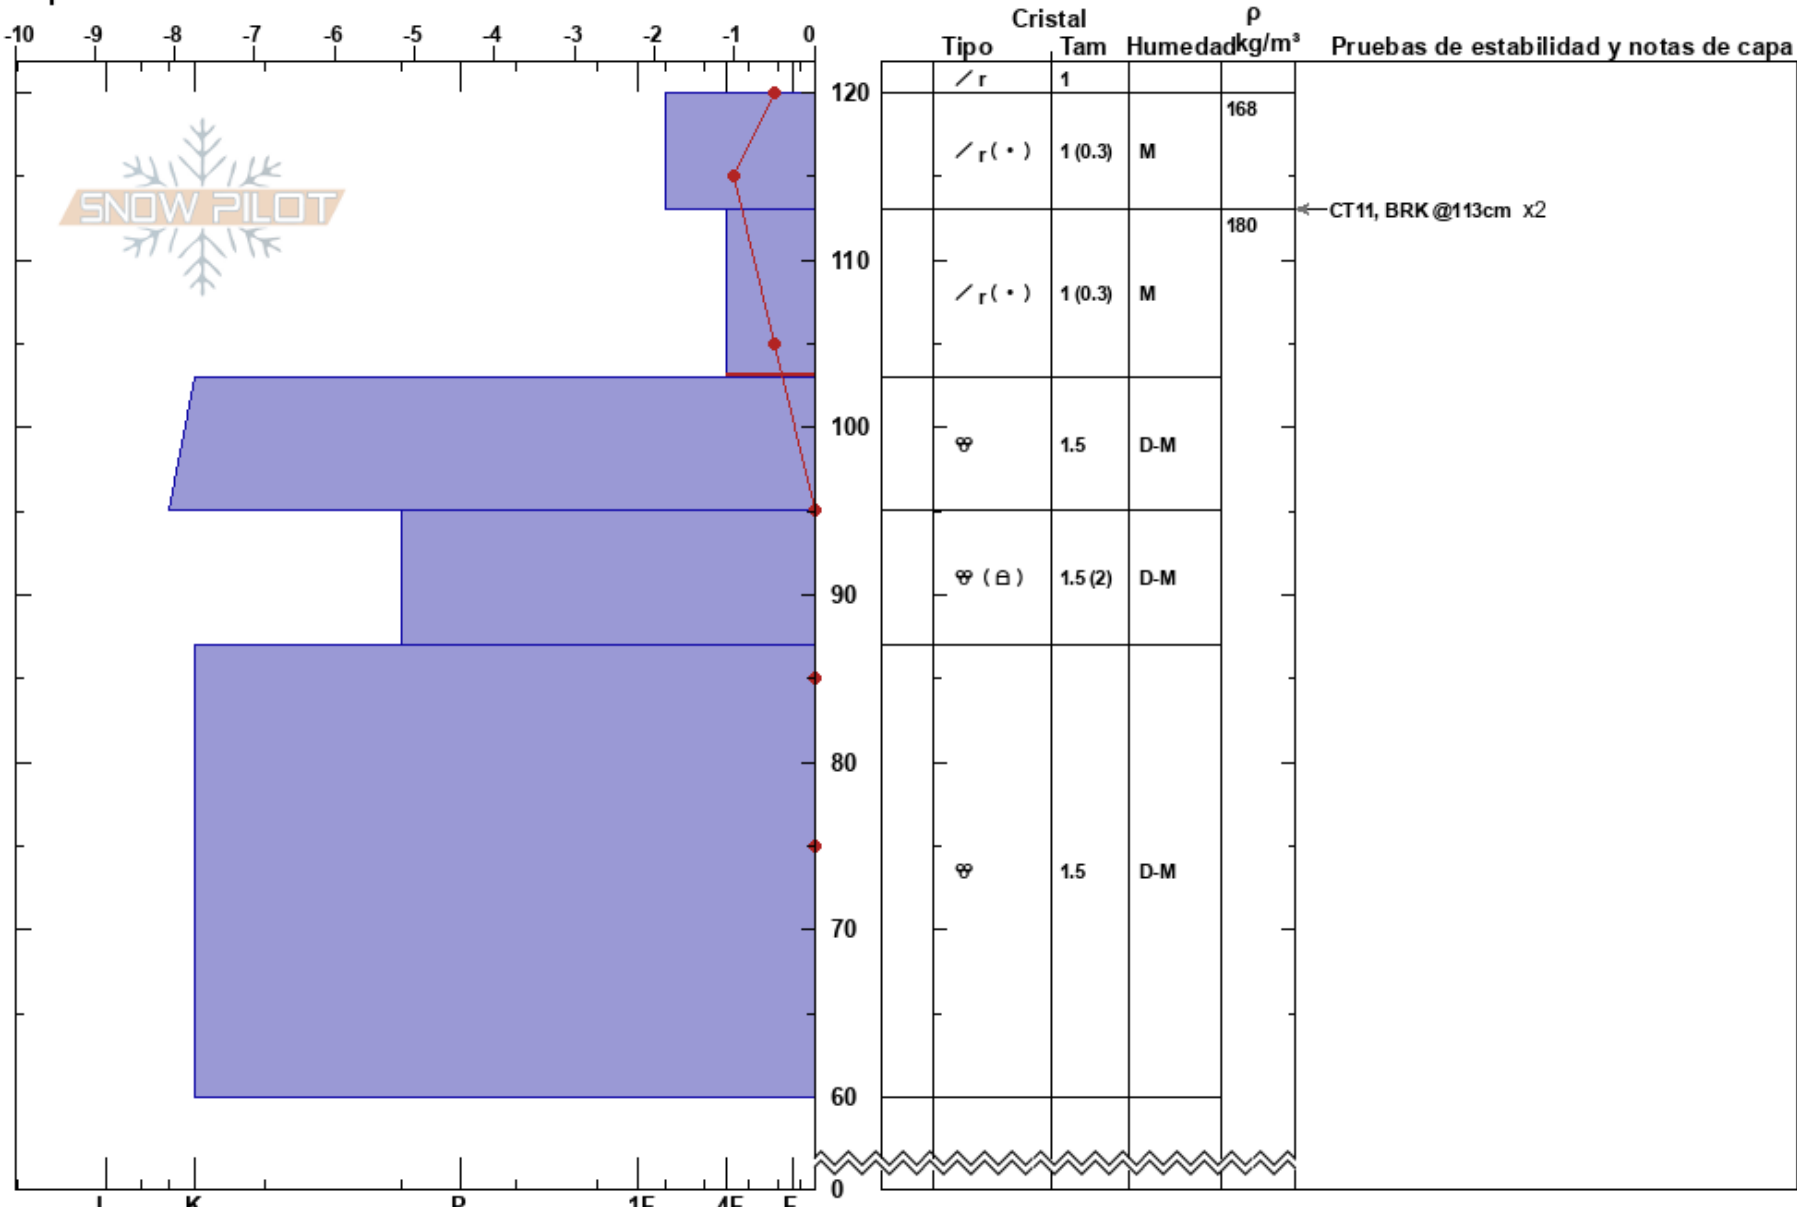 Cristal ρ
-10 -9 -8 -7 -6 -5 -4 -3 -2 -1 0 Tipo Tam Humedad kg/m³ Pruebas de estabilidad y notas de capa
/ r 1
120 168
/ r ( • ) 1 (0.3) M
SNOW PILOT
CT11, BRK @113cm x2
180
110
/ r ( • ) 1 (0.3) M
100
1.5 D-M
90 1.5 (2) D-M
80
1.5 D-M
70
60
0
I K P 1F 4F F